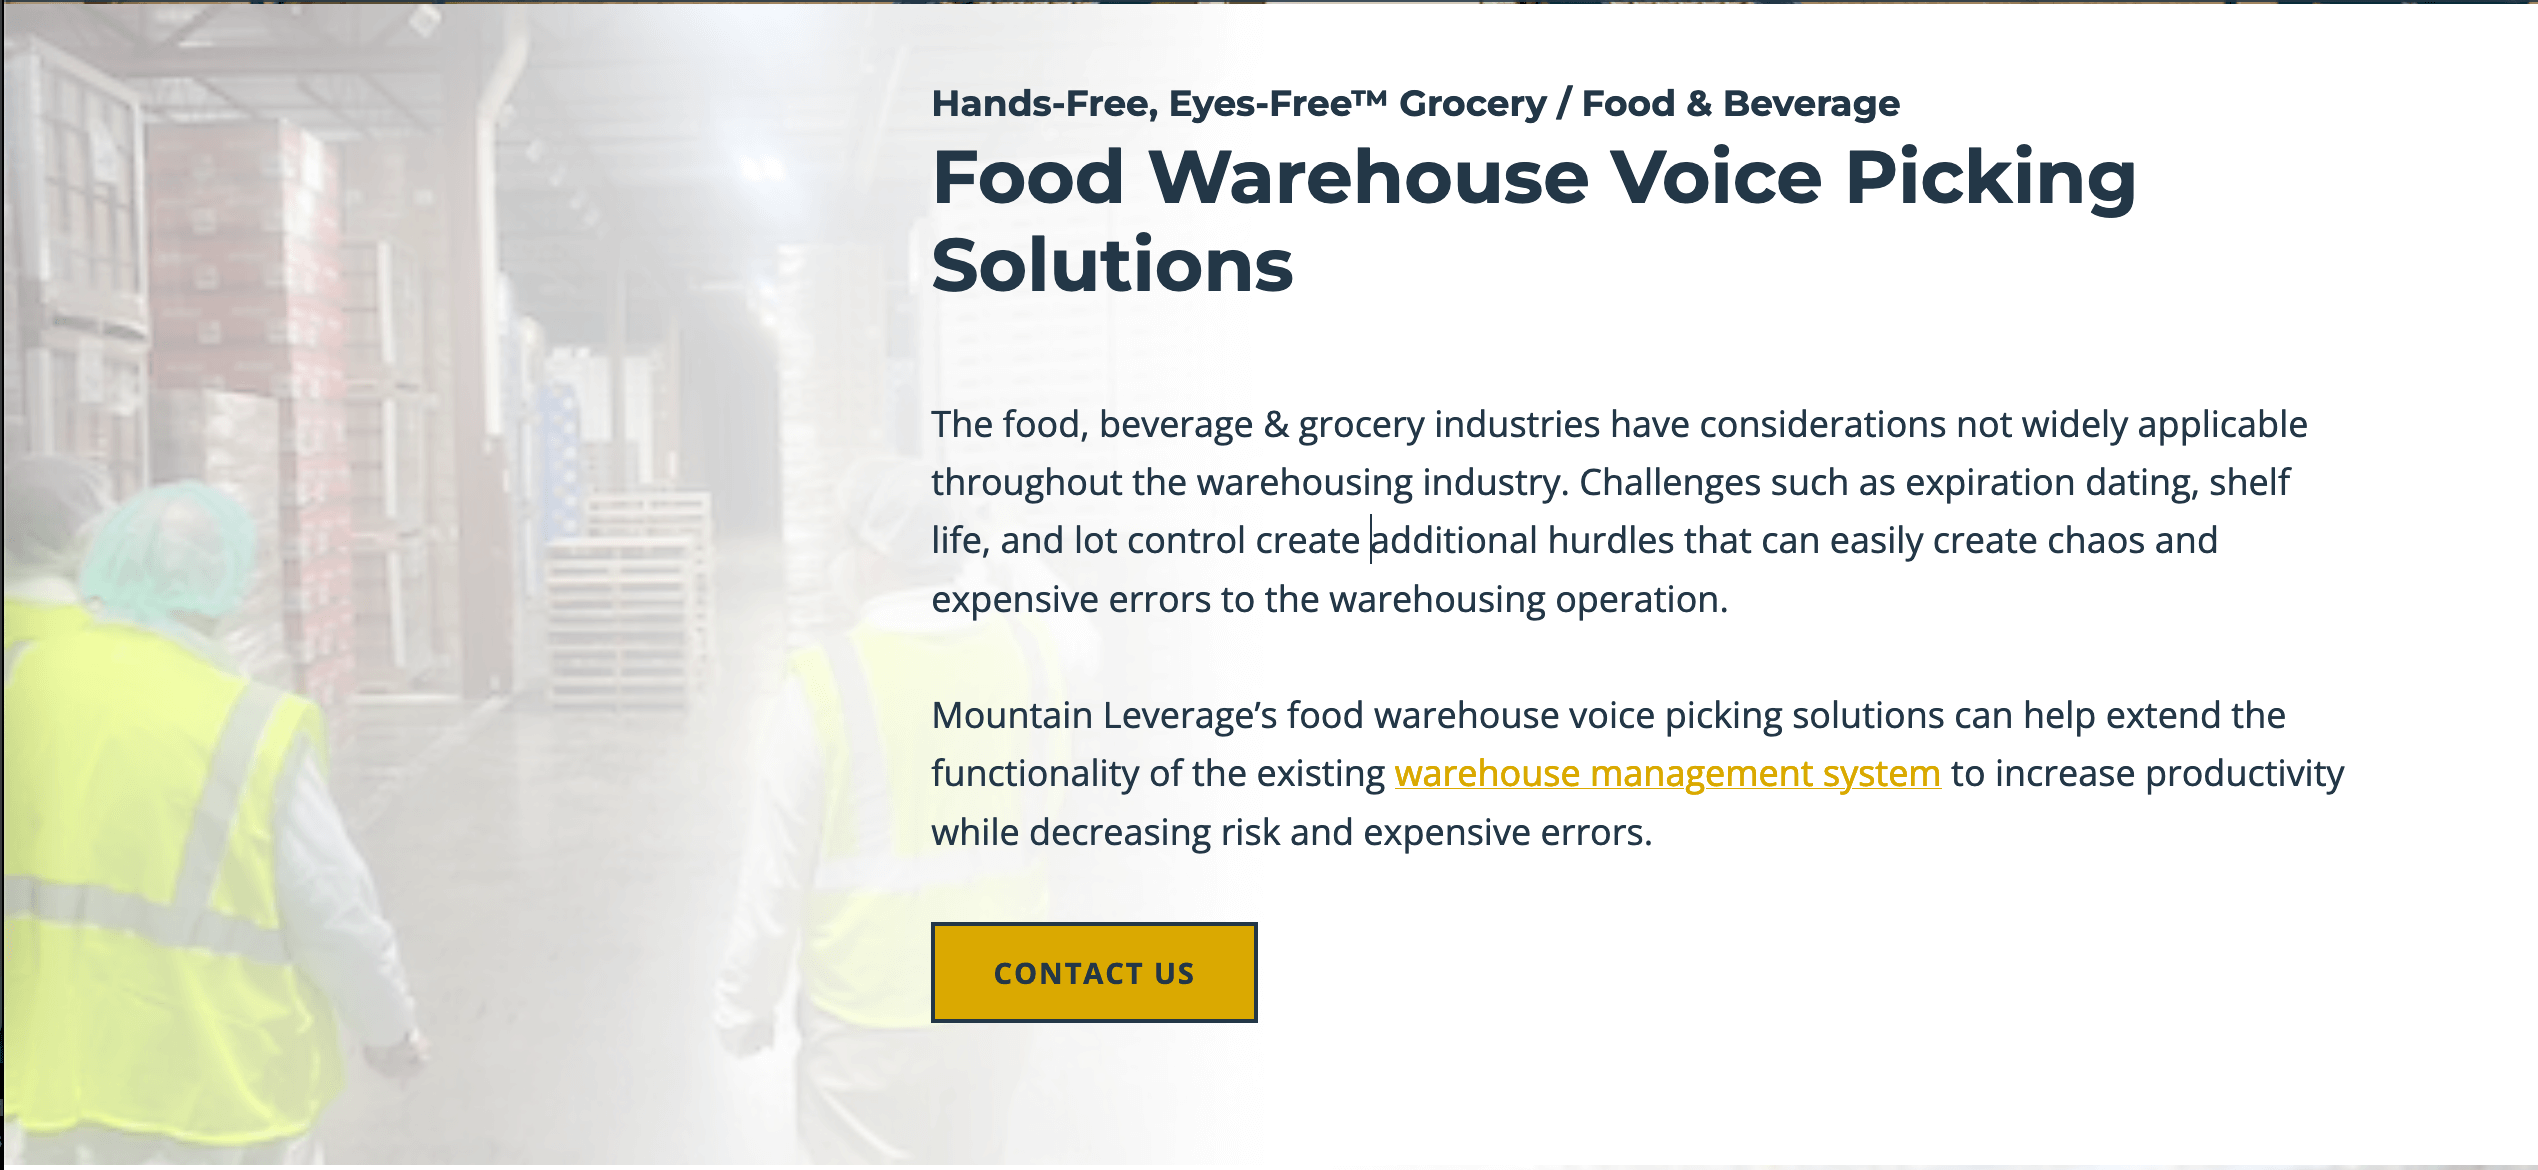 Hands-Free, Eyes-Free™ Grocery / Food & Beverage
Food Warehouse Voice Picking
Solutions
The food, beverage & grocery industries have considerations not widely applicable
throughout the warehousing industry. Challenges such as expiration dating, shelf
life, and lot control create additional hurdles that can easily create chaos and
expensive errors to the warehousing operation.
Mountain Leverage’s food warehouse voice picking solutions can help extend the
functionality of the existing warehouse management system to increase productivity
while decreasing risk and expensive errors.
CONTACT US